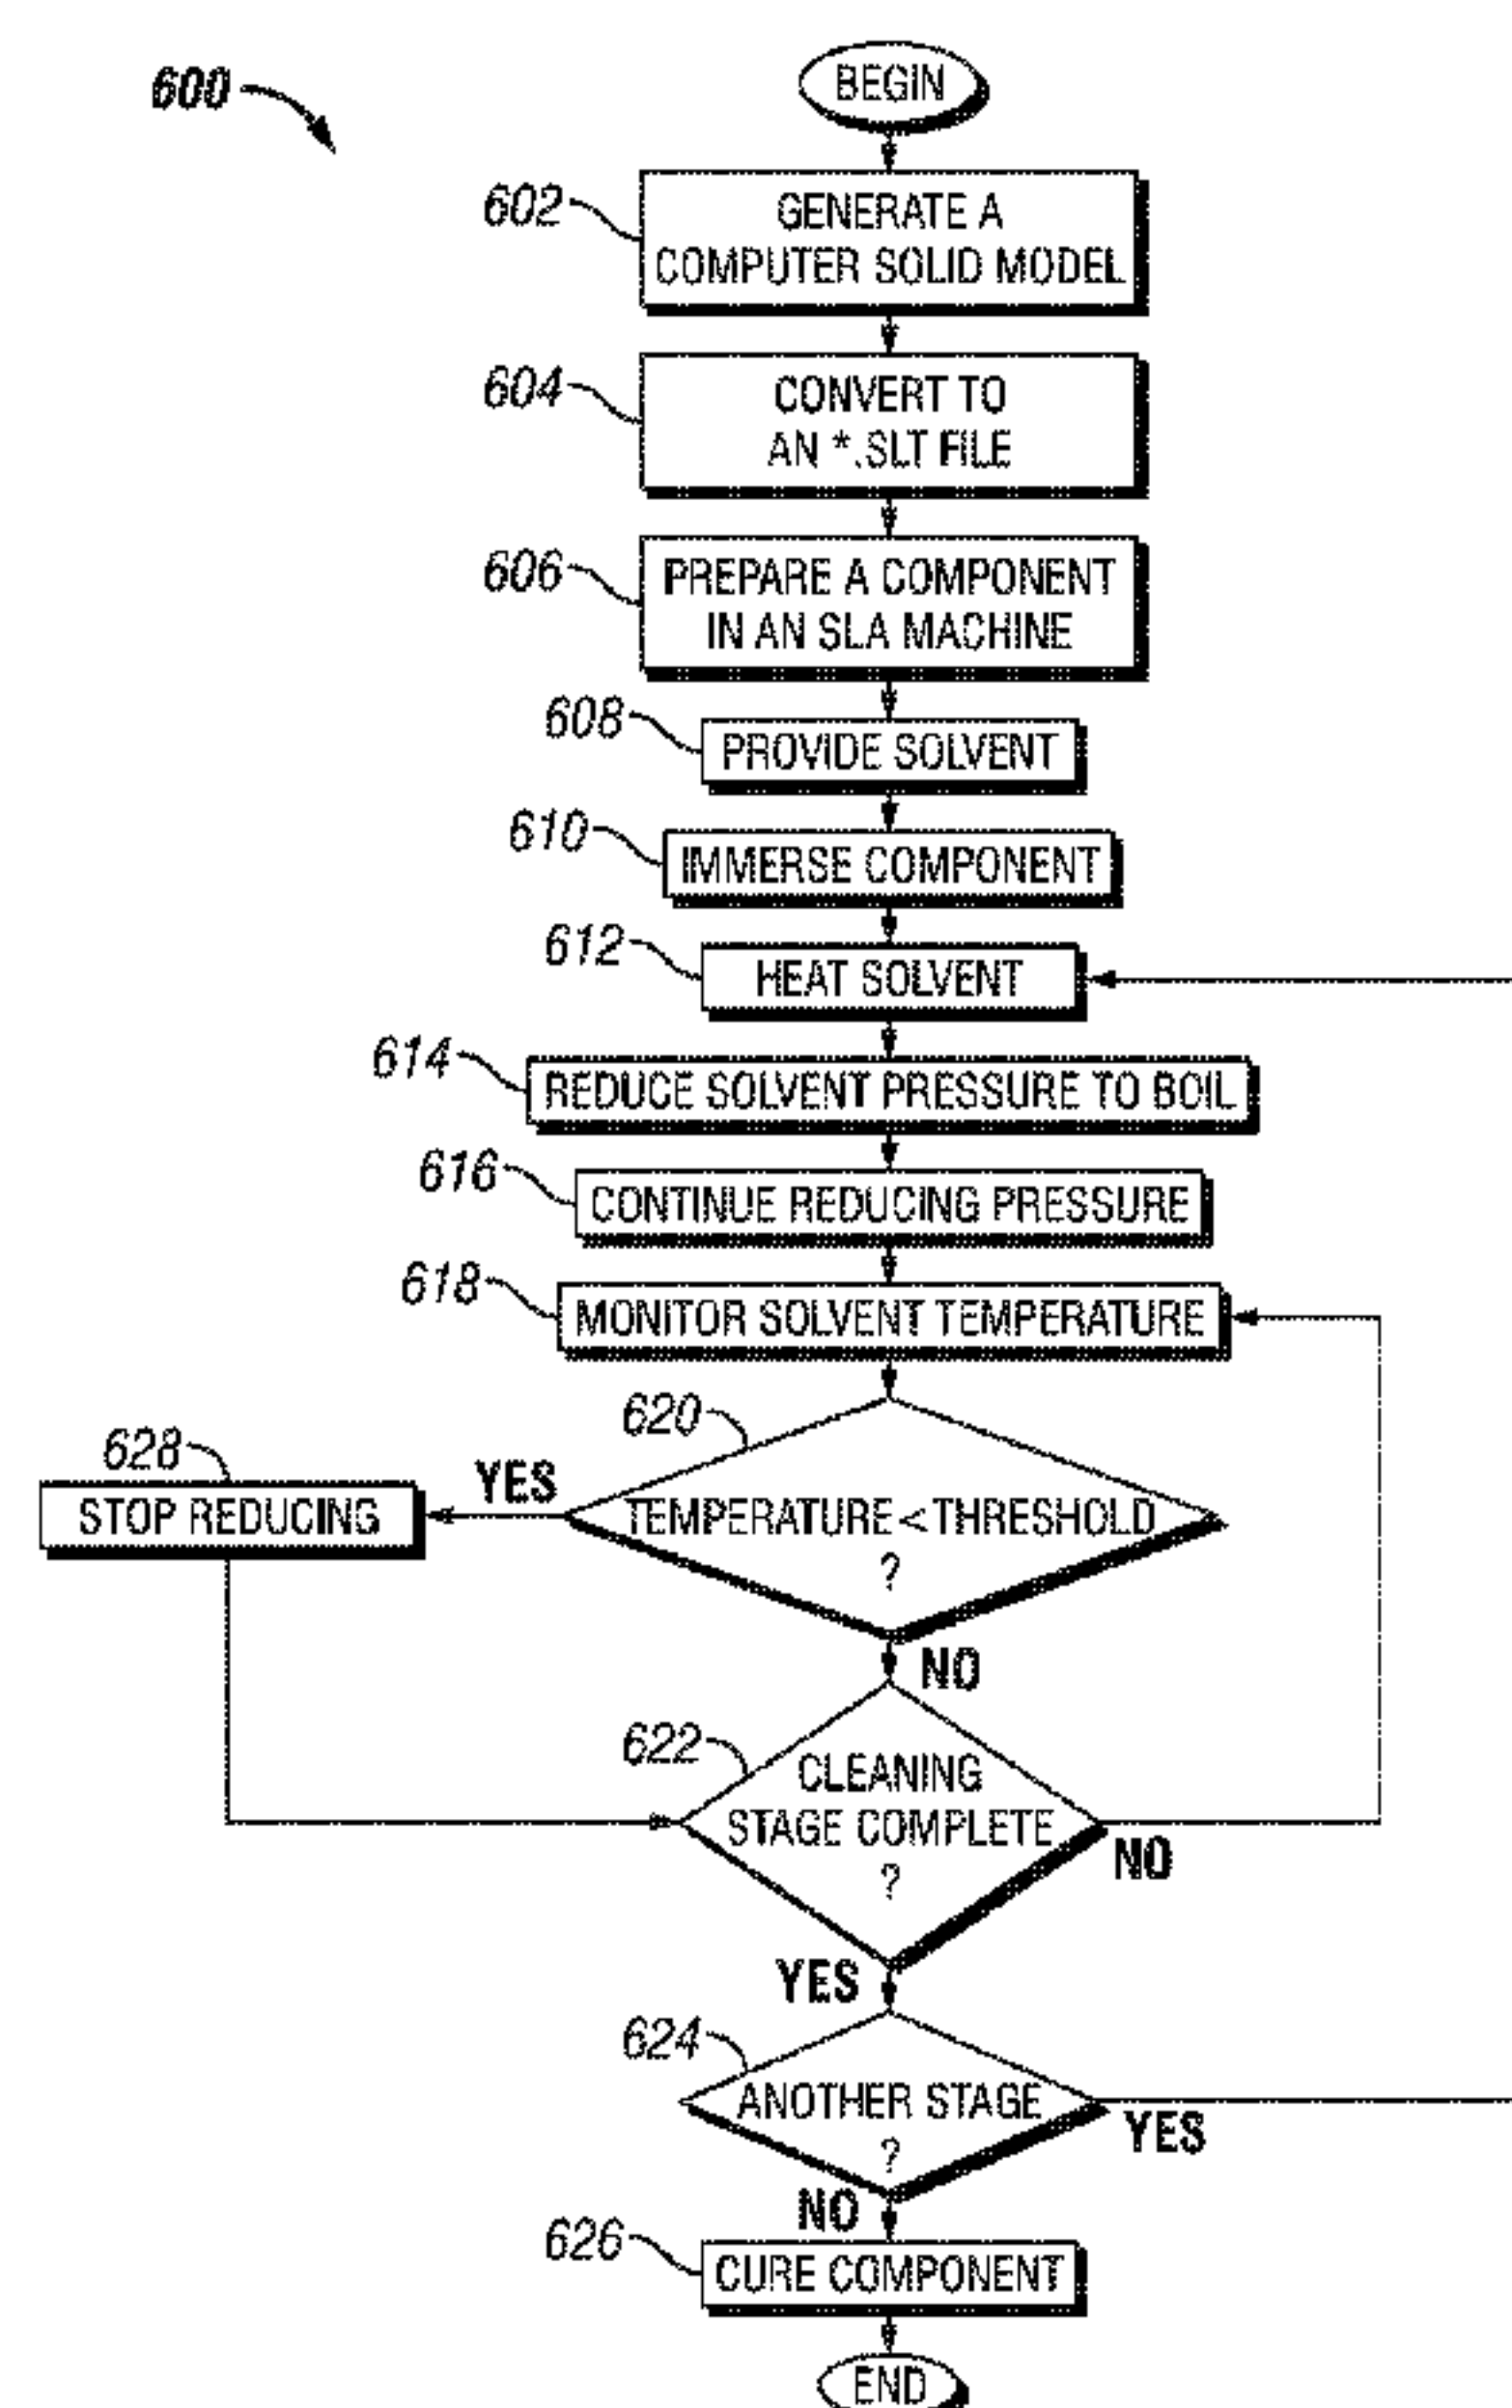 600
BEGIN
602
GENERATE A
COMPUTER SOLID MODEL
604
CONVERT TO
AN *.SLT FILE
606
PREPARE A COMPONENT
IN AN SLA MACHINE
608
PROVIDE SOLVENT
610
IMMERSE COMPONENT
612
HEAT SOLVENT
614
REDUCE SOLVENT PRESSURE TO BOIL
616
CONTINUE REDUCING PRESSURE
618
MONITOR SOLVENT TEMPERATURE
620
TEMPERATURE < THRESHOLD
?
YES
628
STOP REDUCING
NO
622
CLEANING
STAGE COMPLETE
?
NO
YES
624
ANOTHER STAGE
?
YES
NO
626
CURE COMPONENT
END